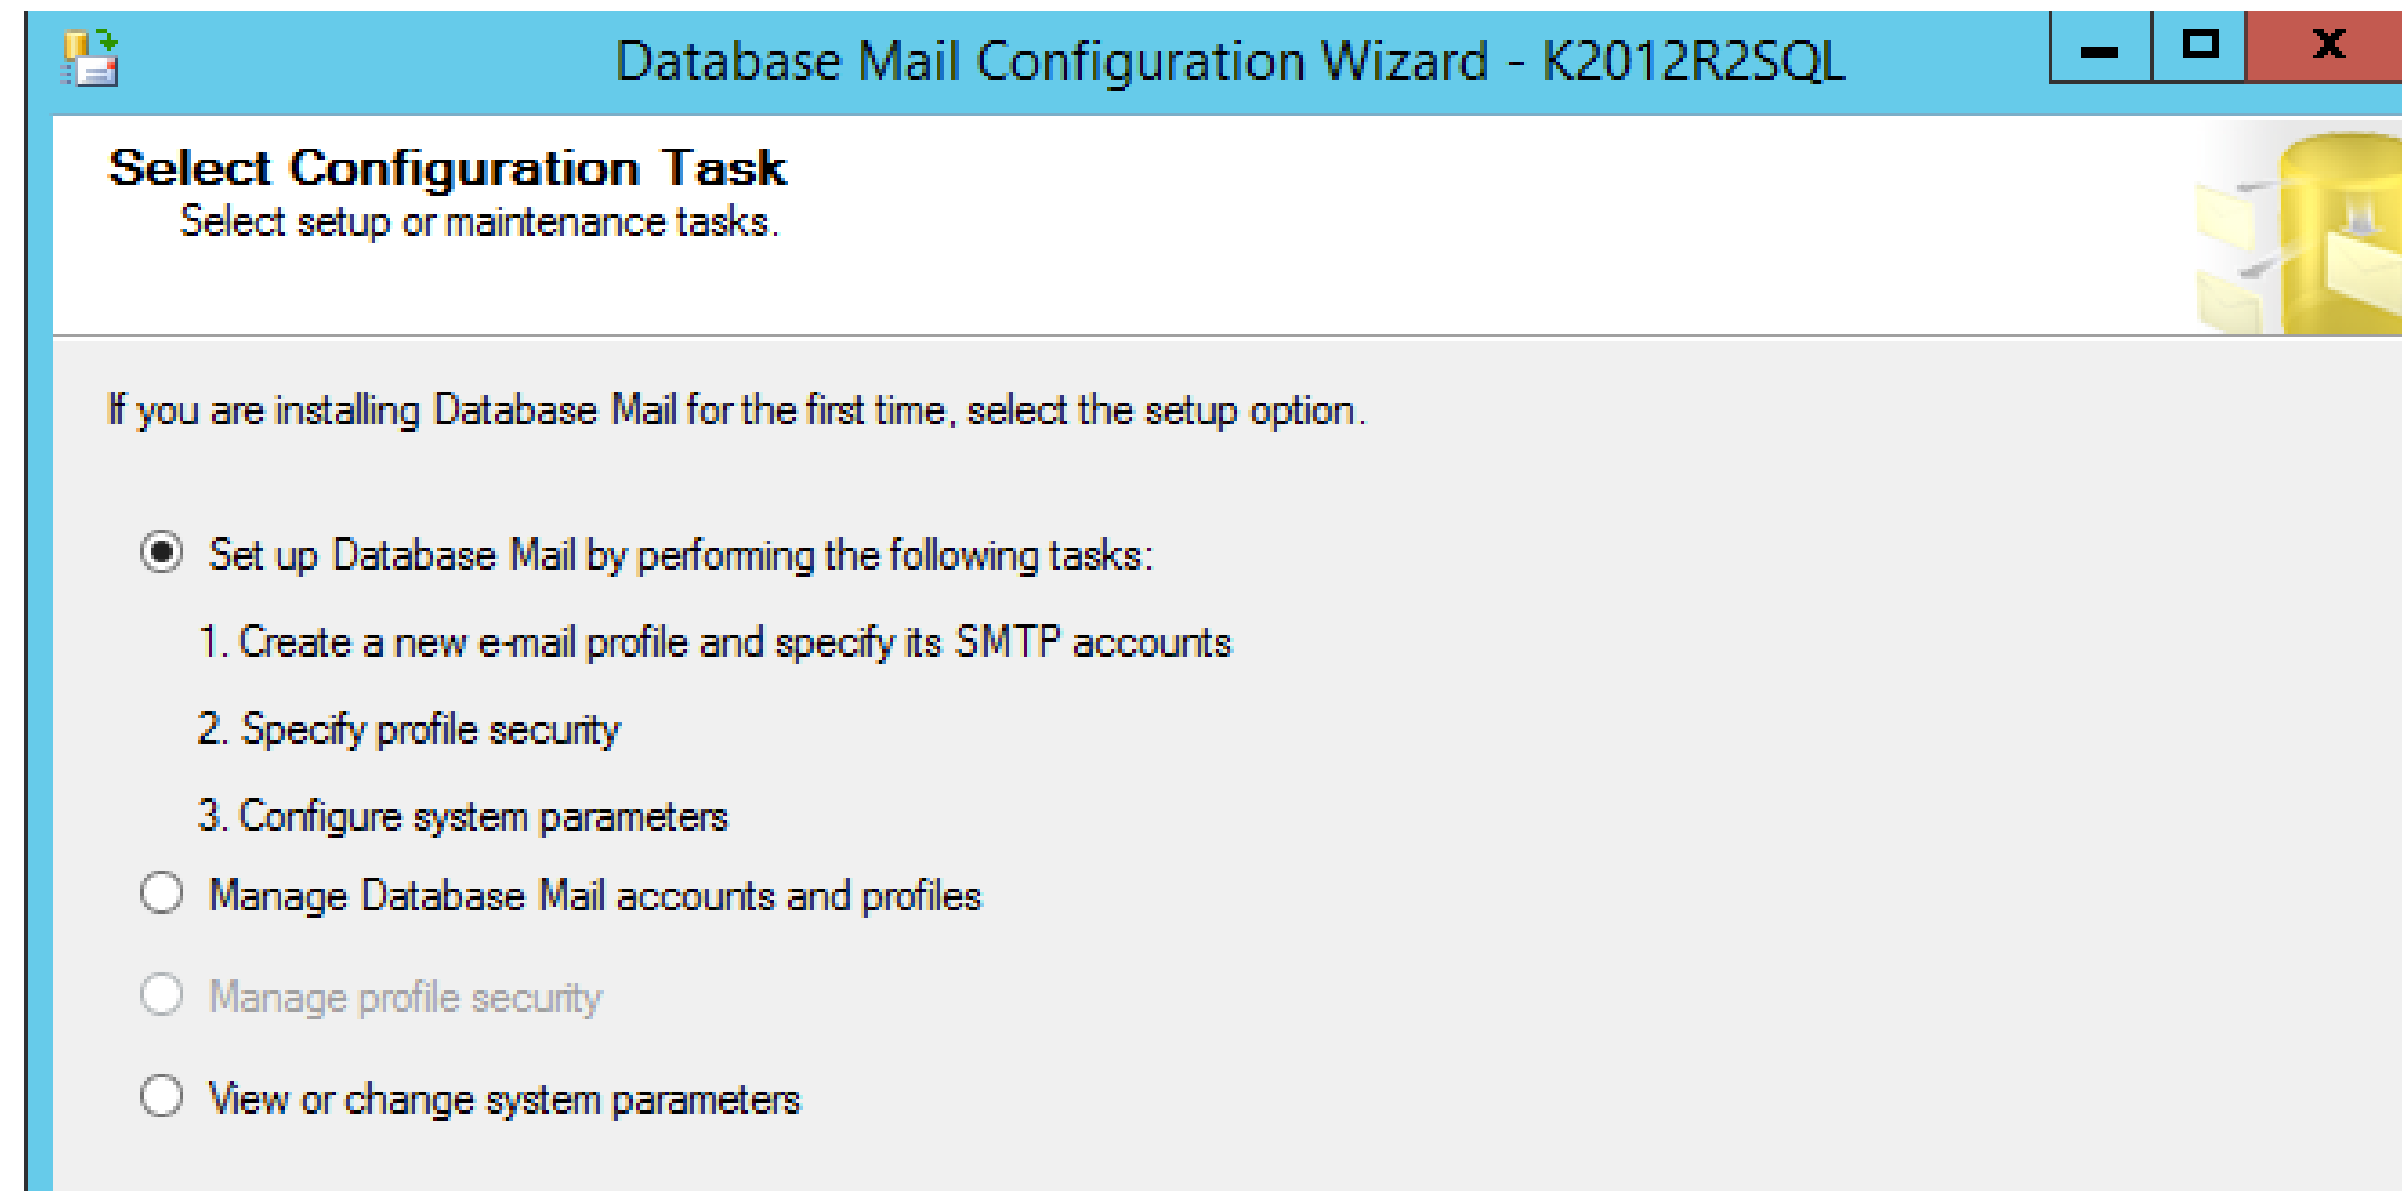 Database Mail Configuration Wizard - K2012R2SQL
Select Configuration Task
Select setup or maintenance tasks.
If you are installing Database Mail for the first time, select the setup option.
Set up Database Mail by performing the following tasks:
1. Create a new e-mail profile and specify its SMTP accounts
2. Specify profile security
3. Configure system parameters
Manage Database Mail accounts and profiles
Manage profile security
View or change system parameters